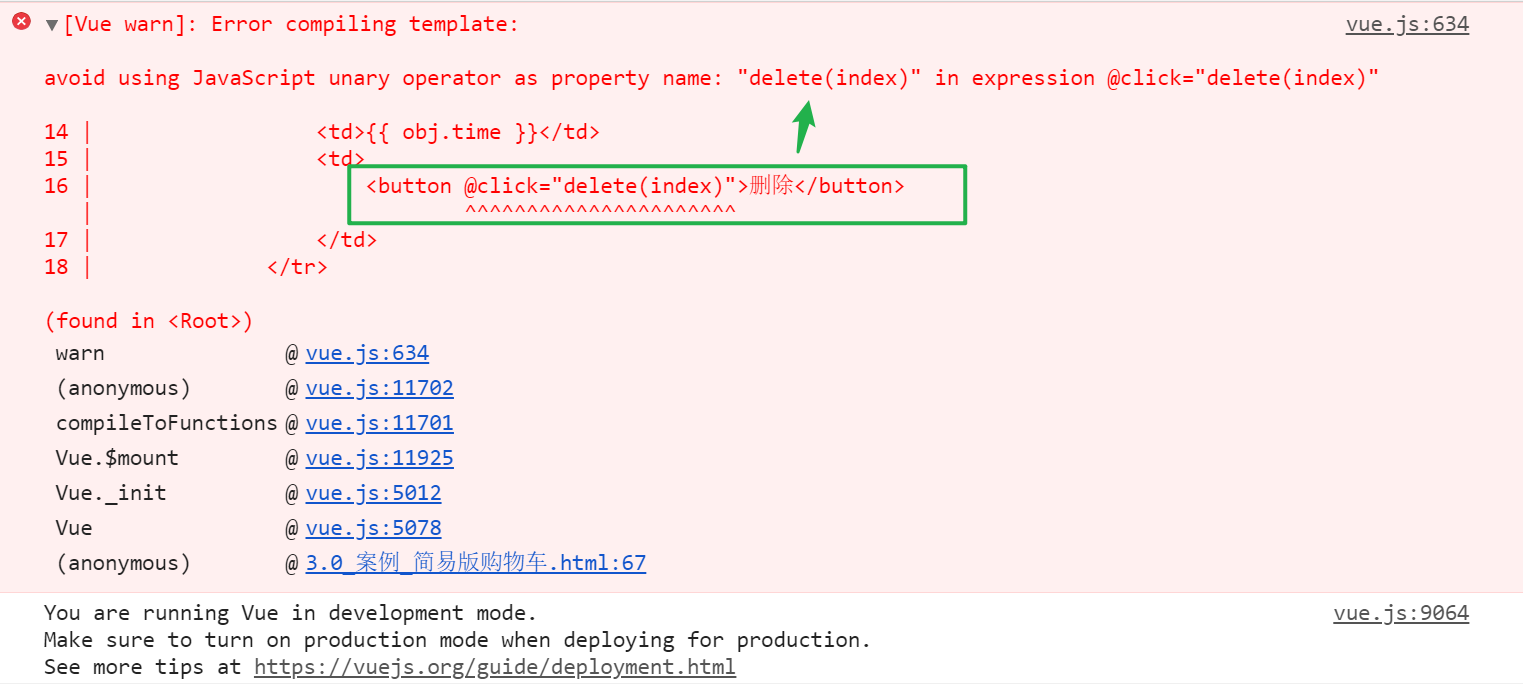 [Vue warn]: Error compiling template: vue.js:634
avoid using JavaScript unary operator as property name: "delete(index)" in expression @click="delete(index)"
14 | <td>{{ obj.time }}</td>
15 | <td>
16 | <button @click="delete(index)">删除</button>
| ^^^^^^^^^^^^^^^^^^^^^^
17 | </td>
18 | </tr>
(found in <Root>)
warn @ vue.js:634
(anonymous) @ vue.js:11702
compileToFunctions @ vue.js:11701
Vue.$mount @ vue.js:11925
Vue._init @ vue.js:5012
Vue @ vue.js:5078
(anonymous) @ 3.0_案例_简易版购物车.html:67
You are running Vue in development mode. vue.js:9064
Make sure to turn on production mode when deploying for production.
See more tips at https://vuejs.org/guide/deployment.html